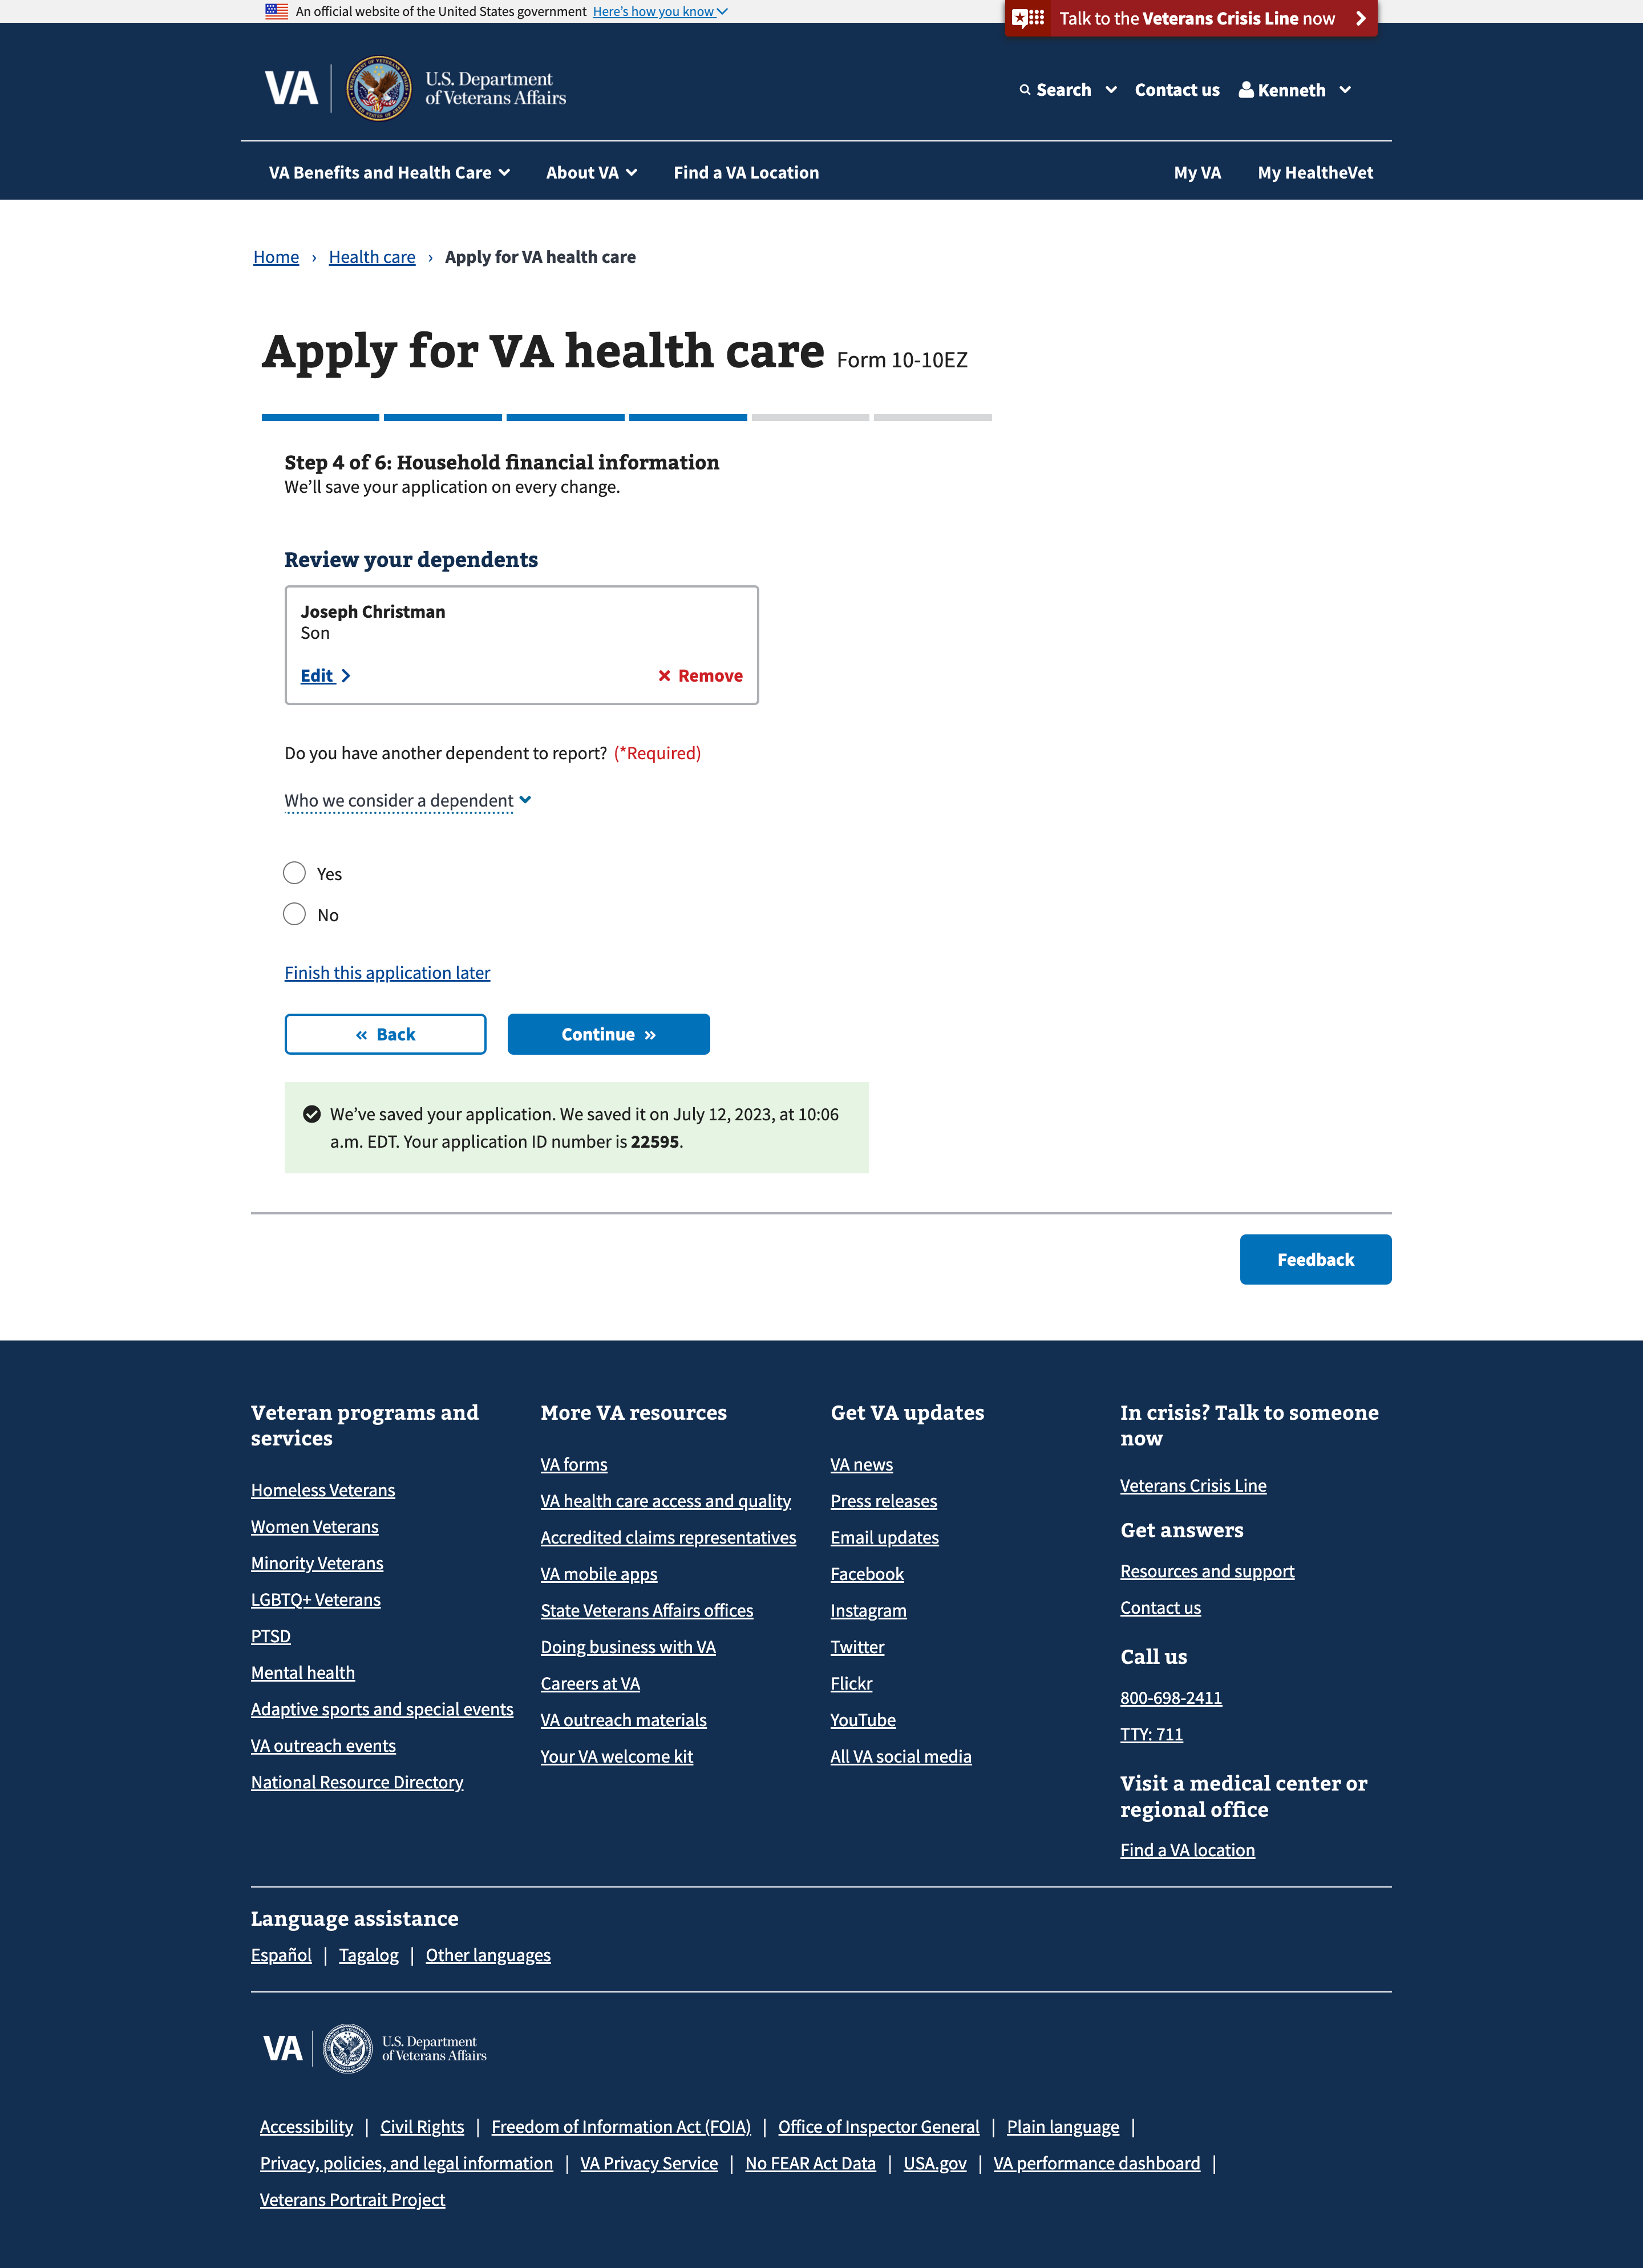 An official website of the United States government Here's how you know
Talk to the Veterans Crisis Line now
VA
U.S. Department
of Veterans Affairs
Search Contact us Kenneth
VA Benefits and Health Care About VA Find a VA Location My VA My HealtheVet
Home › Health care › Apply for VA health care
Apply for VA health care Form 10-10EZ
Step 4 of 6: Household financial information
We'll save your application on every change.
Review your dependents
Joseph Christman
Son
Edit Remove
Do you have another dependent to report? (*Required)
Who we consider a dependent
Yes
No
Finish this application later
« Back Continue »
We've saved your application. We saved it on July 12, 2023, at 10:06
a.m. EDT. Your application ID number is 22595.
Feedback
Veteran programs and
services
Homeless Veterans
Women Veterans
Minority Veterans
LGBTQ+ Veterans
PTSD
Mental health
Adaptive sports and special events
VA outreach events
National Resource Directory
More VA resources
VA forms
VA health care access and quality
Accredited claims representatives
VA mobile apps
State Veterans Affairs offices
Doing business with VA
Careers at VA
VA outreach materials
Your VA welcome kit
Get VA updates
VA news
Press releases
Email updates
Facebook
Instagram
Twitter
Flickr
YouTube
All VA social media
In crisis? Talk to someone
now
Veterans Crisis Line
Get answers
Resources and support
Contact us
Call us
800-698-2411
TTY: 711
Visit a medical center or
regional office
Find a VA location
Language assistance
Español | Tagalog | Other languages
VA
U.S. Department
of Veterans Affairs
Accessibility | Civil Rights | Freedom of Information Act (FOIA) | Office of Inspector General | Plain language |
Privacy, policies, and legal information | VA Privacy Service | No FEAR Act Data | USA.gov | VA performance dashboard |
Veterans Portrait Project